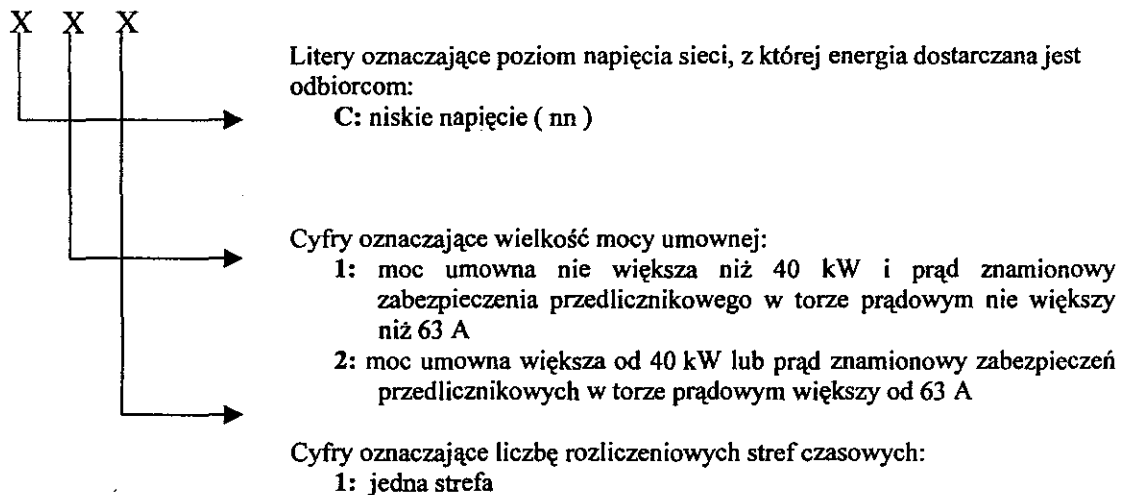 X X X
Litery oznaczające poziom napięcia sieci, z której energia dostarczana jest
odbiorcom:
C: niskie napięcie ( nn )
Cyfry oznaczające wielkość mocy umownej:
1: moc umowna nie większa niż 40 kW i prąd znamionowy
zabezpieczenia przedlicznikowego w torze prądowym nie większy
niż 63 A
2: moc umowna większa od 40 kW lub prąd znamionowy zabezpieczeń
przedlicznikowych w torze prądowym większy od 63 A
Cyfry oznaczające liczbę rozliczeniowych stref czasowych:
1: jedna strefa